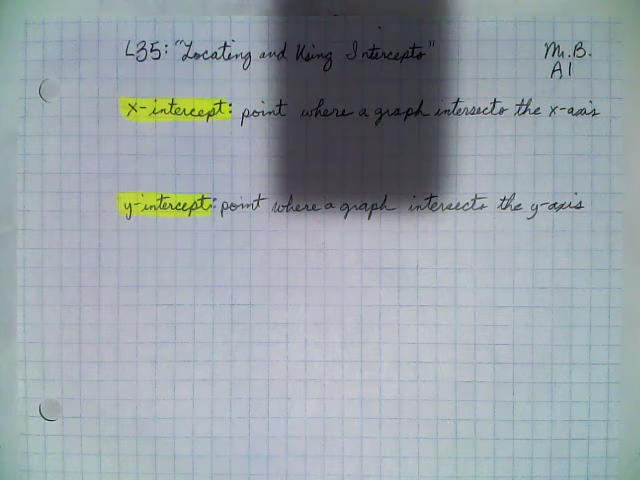 L35: "Locating and Using Intercepts"
Mr. B.
A1
x-intercept: point where a graph intersects the x-axis
y-intercept: point where a graph intersects the y-axis